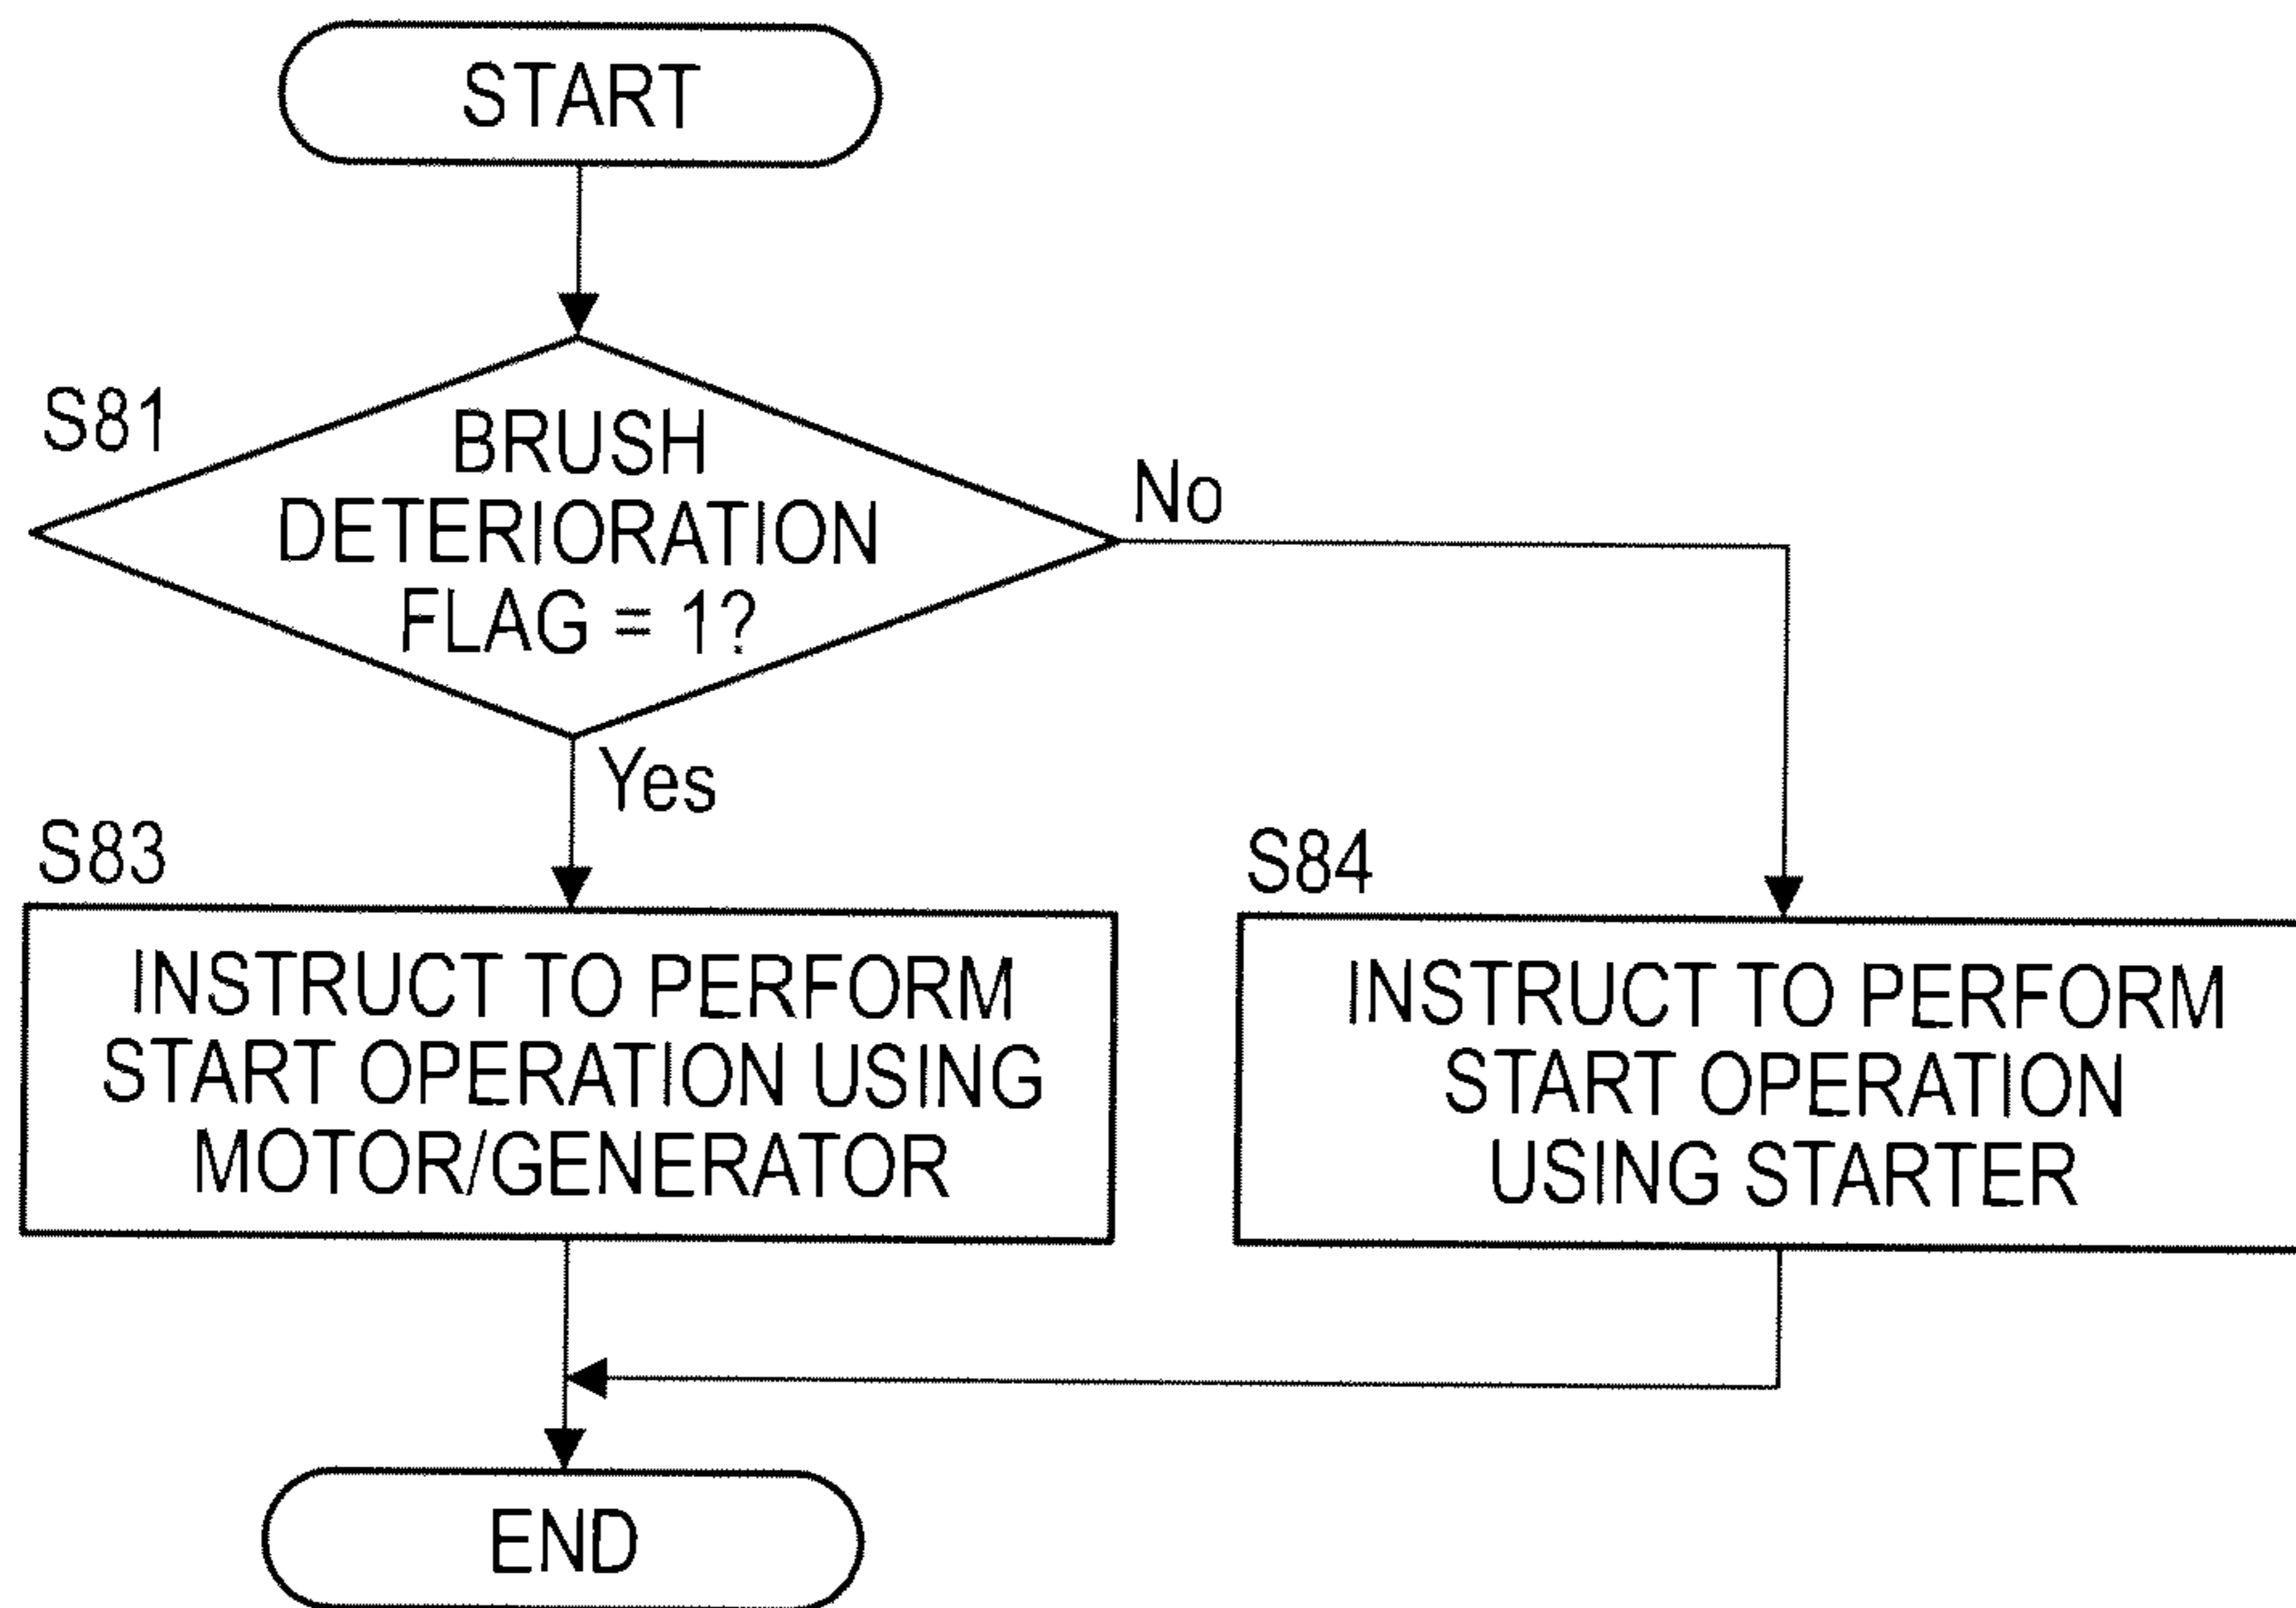 START
S81
BRUSH
DETERIORATION
FLAG = 1?
No
Yes
S83
INSTRUCT TO PERFORM
START OPERATION USING
MOTOR/GENERATOR
S84
INSTRUCT TO PERFORM
START OPERATION
USING STARTER
END